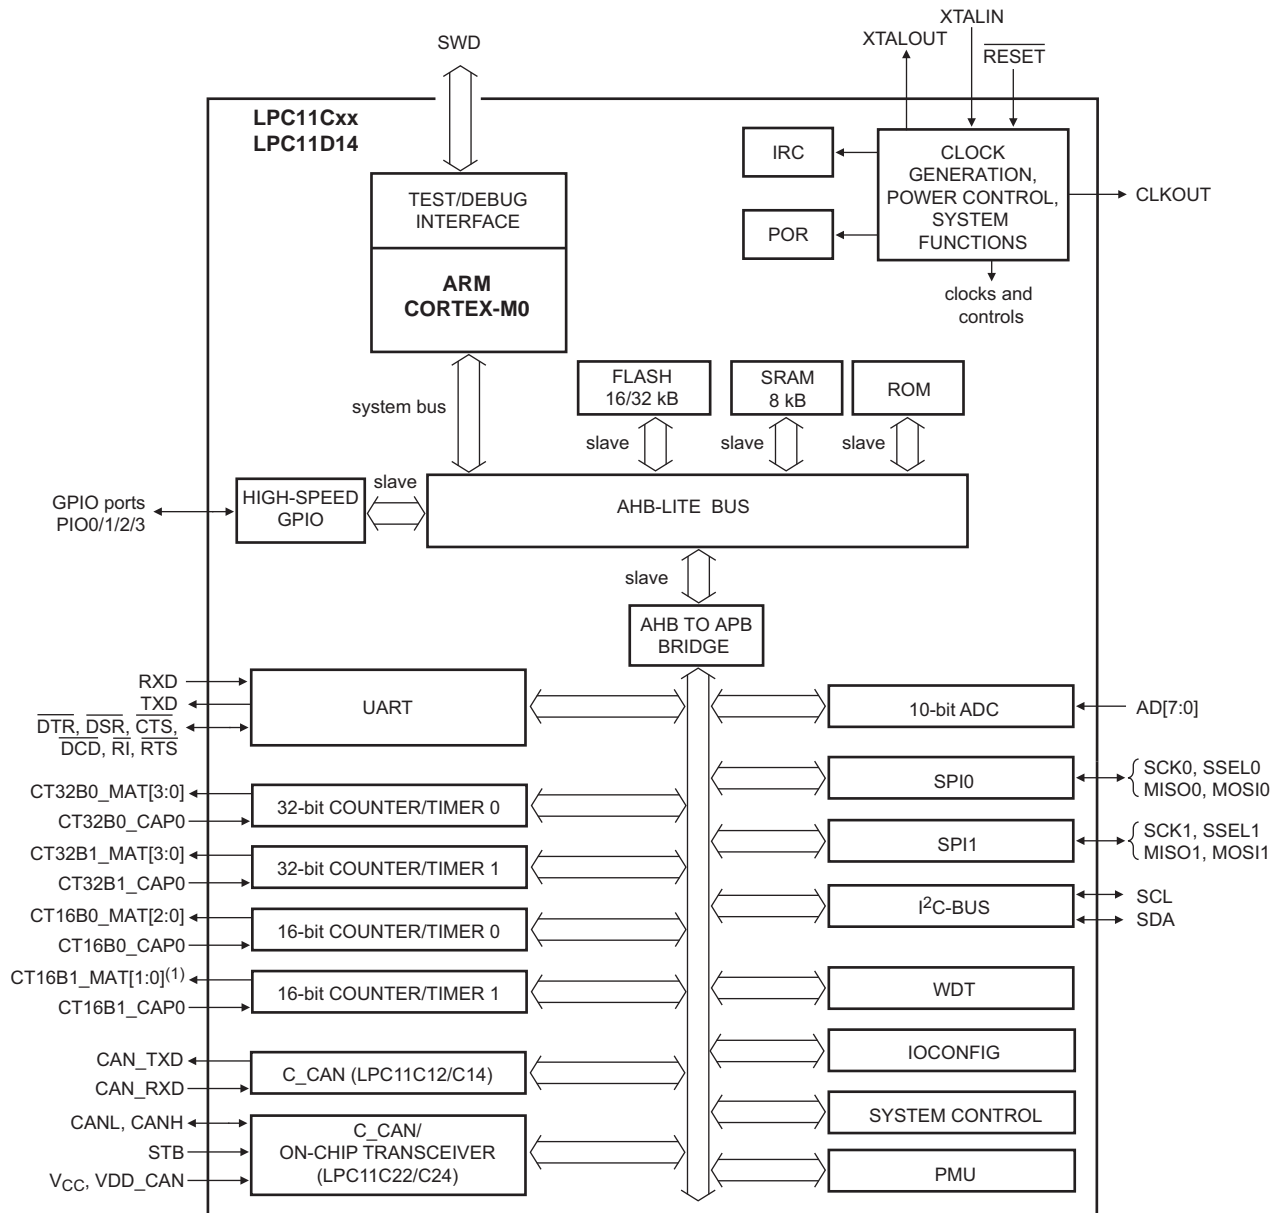 XTALIN
XTALOUT
RESET
SWD
LPC11Cxx
LPC11D14
IRC
POR
CLOCK
GENERATION,
POWER CONTROL,
SYSTEM
FUNCTIONS
CLKOUT
clocks and
controls
TEST/DEBUG
INTERFACE
ARM
CORTEX-M0
system bus
FLASH
16/32 kB
SRAM
8 kB
ROM
slave
slave
slave
GPIO ports
PIO0/1/2/3
HIGH-SPEED
GPIO
slave
AHB-LITE BUS
slave
AHB TO APB
BRIDGE
RXD
TXD
DTR, DSR, CTS,
DCD, RI, RTS
UART
10-bit ADC
AD[7:0]
SPI0
SCK0, SSEL0
MISO0, MOSI0
CT32B0_MAT[3:0]
CT32B0_CAP0
32-bit COUNTER/TIMER 0
SPI1
SCK1, SSEL1
MISO1, MOSI1
CT32B1_MAT[3:0]
CT32B1_CAP0
32-bit COUNTER/TIMER 1
I²C-BUS
SCL
SDA
CT16B0_MAT[2:0]
CT16B0_CAP0
16-bit COUNTER/TIMER 0
CT16B1_MAT[1:0](1)
CT16B1_CAP0
16-bit COUNTER/TIMER 1
WDT
IOCONFIG
CAN_TXD
CAN_RXD
C_CAN (LPC11C12/C14)
SYSTEM CONTROL
CANL, CANH
STB
VCC, VDD_CAN
C_CAN/
ON-CHIP TRANSCEIVER
(LPC11C22/C24)
PMU